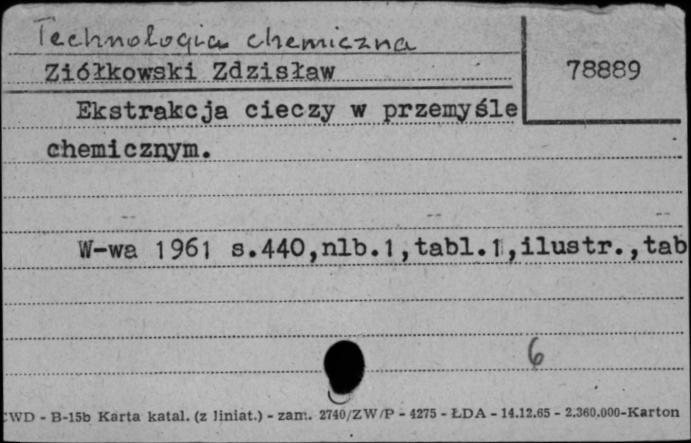 Technologia chemiczna
Ziółkowski Zdzisław
78889
Ekstrakcja cieczy w przemyśle
chemicznym.
W-wa 1961 s.440,nlb.1,tabl.1,ilustr.,tab
6
CWD - B-15b Karta katal. (z liniat.) - zam. 2740/ZW/P - 4275 - ŁDA - 14.12.65 - 2.360.000-Karton